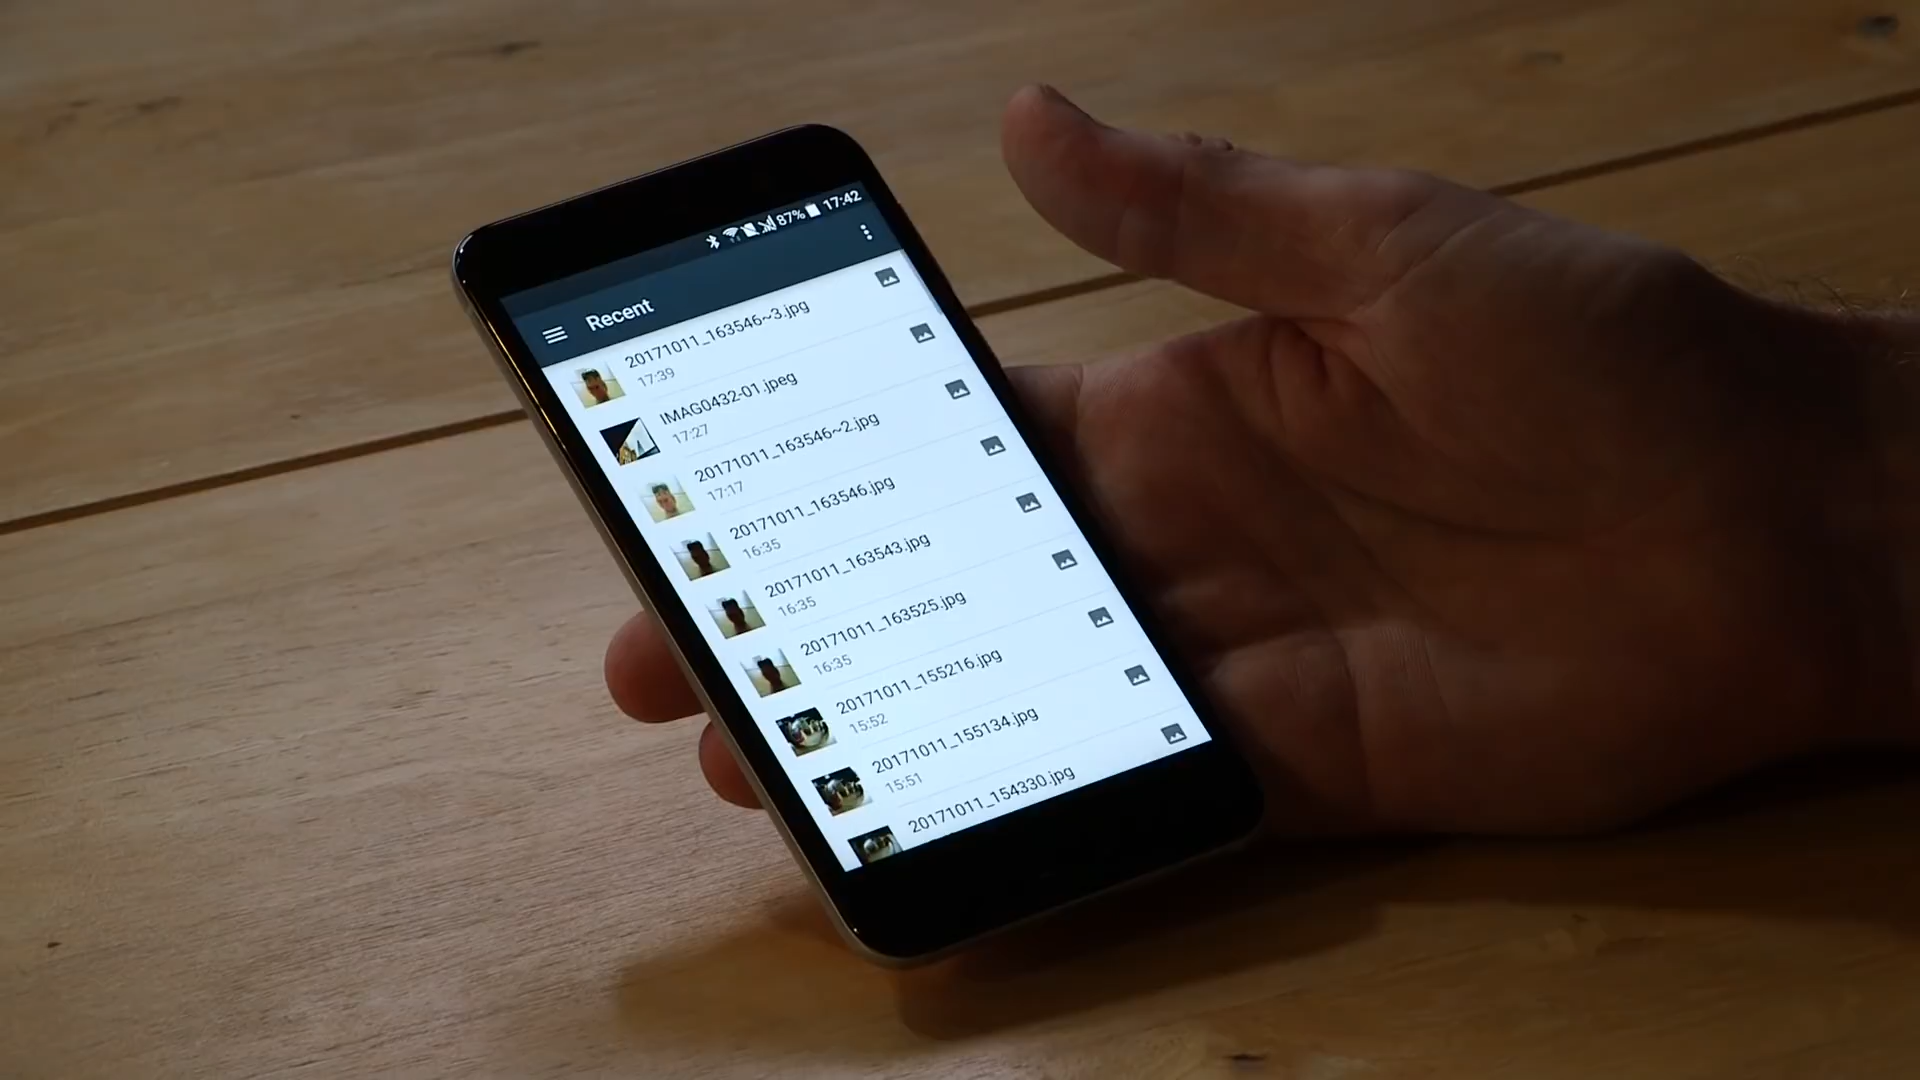 87% 17:42
Recent
20171011_163546~3.jpg
17:39
IMAG0432-01.jpeg
17:27
20171011_163546~2.jpg
17:17
20171011_163546.jpg
16:35
20171011_163543.jpg
16:35
20171011_163525.jpg
16:35
20171011_155216.jpg
15:52
20171011_155134.jpg
15:51
20171011_154330.jpg